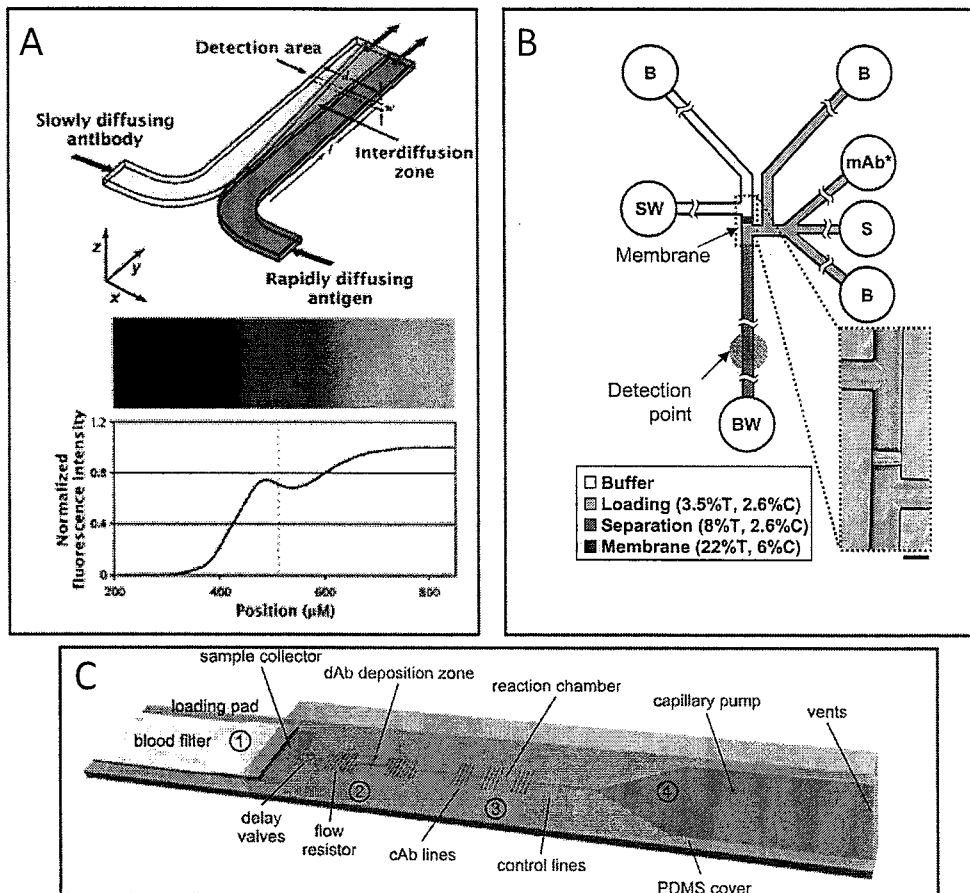 A
Detection area
Slowly diffusing
antibody
Interdiffusion
zone
z
y
x
Rapidly diffusing
antigen
Normalized
fluorescence intensity
1.2
0.8
0.4
0
200
400
600
800
Position (µM)
B
B
B
mAb*
SW
S
Membrane
B
Detection
point
BW
Buffer
Loading (3.5%T, 2.6%C)
Separation (8%T, 2.6%C)
Membrane (22%T, 6%C)
C
sample collector
dAb deposition zone
reaction chamber
loading pad
capillary pump
vents
blood filter
1
2
3
4
delay
valves
flow
resistor
cAb lines
control lines
PDMS cover